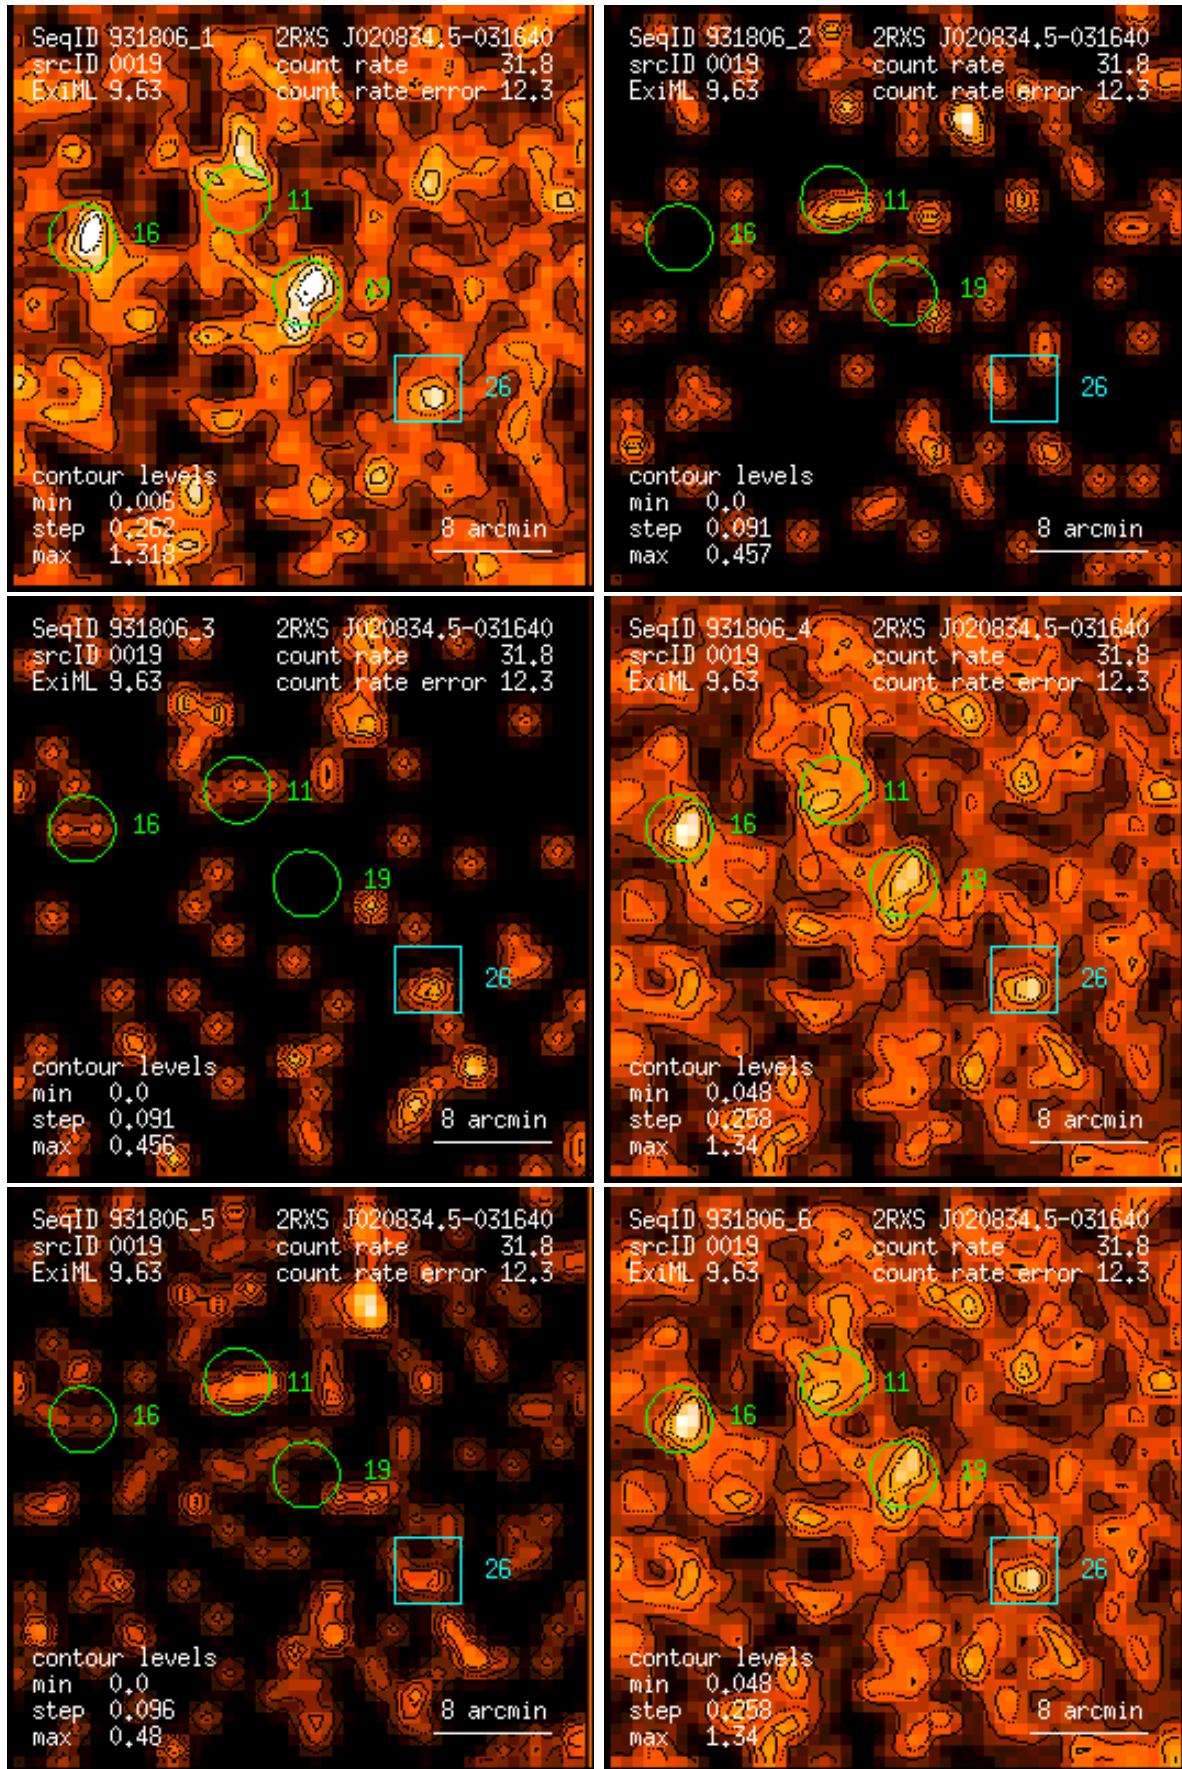 SeqID 931806_1 2RXS J020834.5-031640
srcID 0019 count rate 31.8
ExiML 9.63 count rate error 12.3
11
16
19
26
contour levels
min 0.006
step 0.262
max 1.318
8 arcmin
SeqID 931806_2 2RXS J020834.5-031640
srcID 0019 count rate 31.8
ExiML 9.63 count rate error 12.3
11
16
19
26
contour levels
min 0.0
step 0.091
max 0.457
8 arcmin
SeqID 931806_3 2RXS J020834.5-031640
srcID 0019 count rate 31.8
ExiML 9.63 count rate error 12.3
11
16
19
26
contour levels
min 0.0
step 0.091
max 0.456
8 arcmin
SeqID 931806_4 2RXS J020834.5-031640
srcID 0019 count rate 31.8
ExiML 9.63 count rate error 12.3
11
16
19
26
contour levels
min 0.048
step 0.258
max 1.34
8 arcmin
SeqID 931806_5 2RXS J020834.5-031640
srcID 0019 count rate 31.8
ExiML 9.63 count rate error 12.3
11
16
19
26
contour levels
min 0.0
step 0.096
max 0.48
8 arcmin
SeqID 931806_6 2RXS J020834.5-031640
srcID 0019 count rate 31.8
ExiML 9.63 count rate error 12.3
11
16
19
26
contour levels
min 0.048
step 0.258
max 1.34
8 arcmin